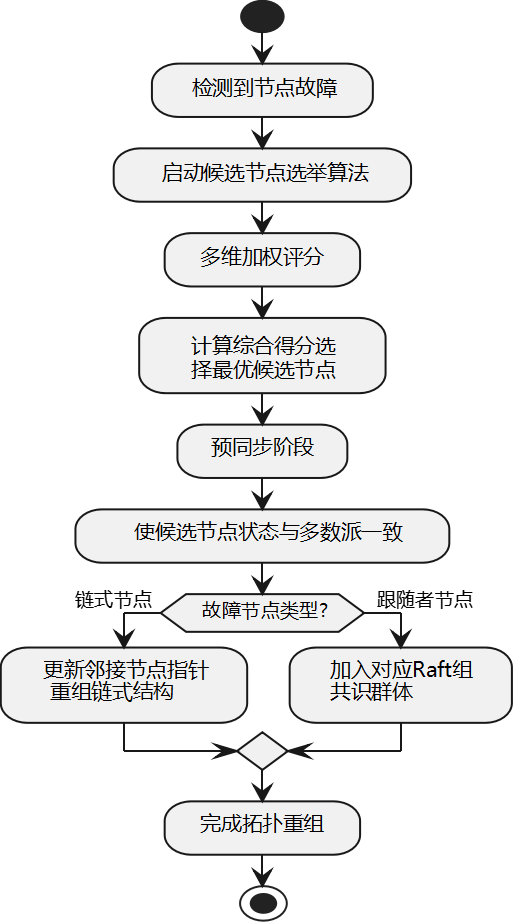 检测到节点故障
启动候选节点选举算法
多维加权评分
计算综合得分选
择最优候选节点
预同步阶段
使候选节点状态与多数派一致
链式节点
故障节点类型?
跟随者节点
更新邻接节点指针
重组链式结构
加入对应Raft组
共识群体
完成拓扑重组